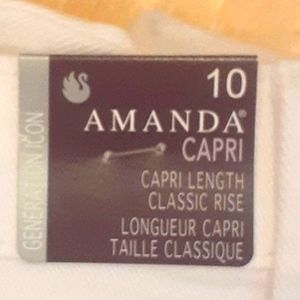 GENERATION ICON
10
AMANDA®
CAPRI
CAPRI LENGTH
CLASSIC RISE
LONGUEUR CAPRI
TAILLE CLASSIQUE